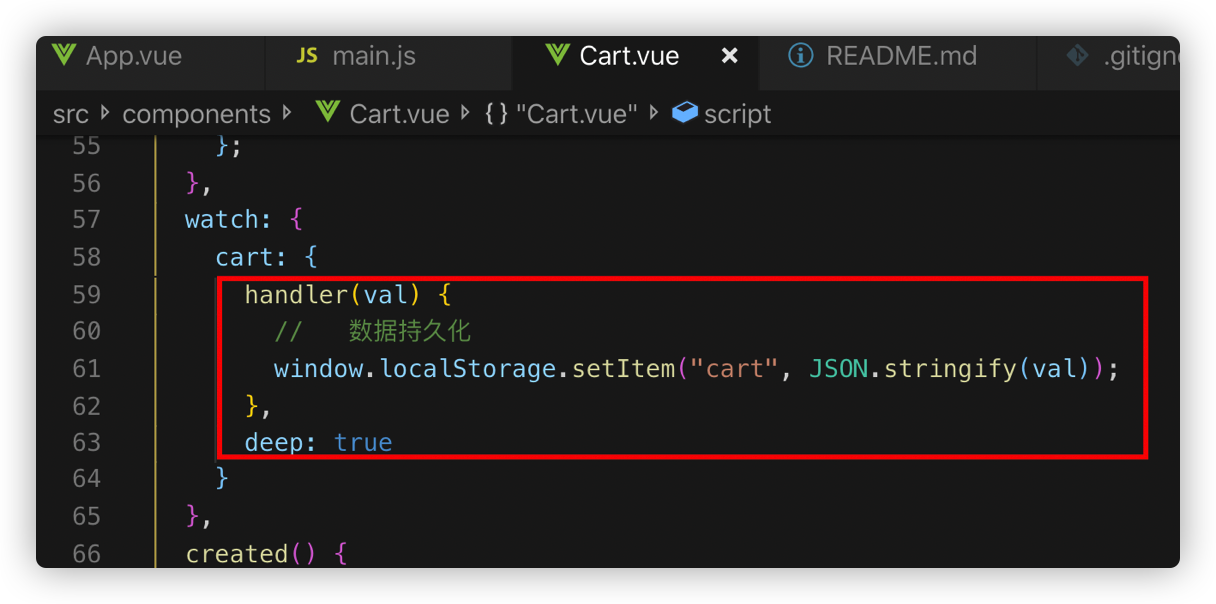 App.vue JS main.js Cart.vue × README.md .gitign
src components Cart.vue {} "Cart.vue" script
55 };
56 },
57 watch: {
58 cart: {
59 handler(val) {
60 // 数据持久化
61 window.localStorage.setItem("cart", JSON.stringify(val));
62 },
63 deep: true
64 }
65 },
66 created() {